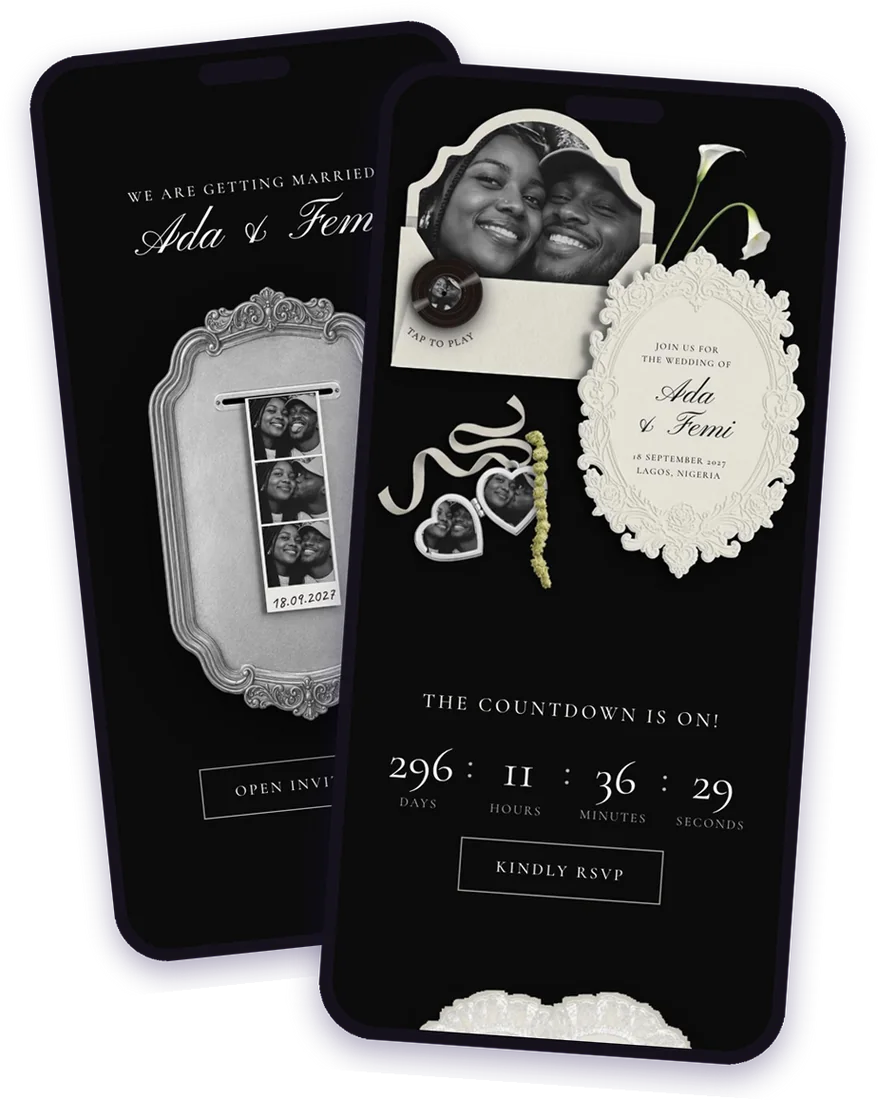 WE ARE GETTING MARRIED
Ada & Fem
18.09.2027
OPEN INVIT
TAP TO PLAY
JOIN US FOR
THE WEDDING OF
Ada
& Femi
18 SEPTEMBER 2027
LAGOS, NIGERIA
THE COUNTDOWN IS ON!
296 : 11 : 36 : 29
DAYS HOURS MINUTES SECONDS
KINDLY RSVP